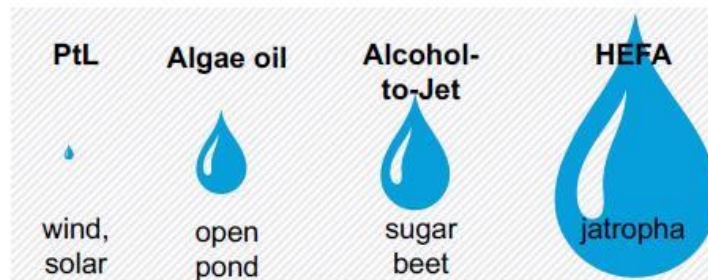 PtL
wind,
solar
Algae oil
open
pond
Alcohol-
to-Jet
sugar
beet
HEFA
jatropha